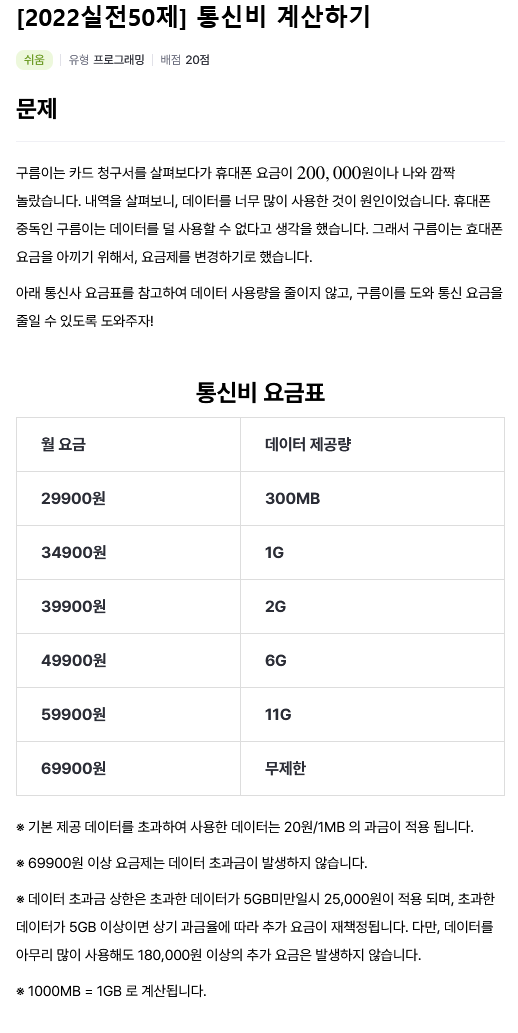 [2022실전50제] 통신비 계산하기
쉬움 유형 프로그래밍 배점 20점
문제
구름이는 카드 청구서를 살펴보다가 휴대폰 요금이 200,000원이나 나와 깜짝
놀랐습니다. 내역을 살펴보니, 데이터를 너무 많이 사용한 것이 원인이었습니다. 휴대폰
중독인 구름이는 데이터를 덜 사용할 수 없다고 생각을 했습니다. 그래서 구름이는 효대폰
요금을 아끼기 위해서, 요금제를 변경하기로 했습니다.
아래 통신사 요금표를 참고하여 데이터 사용량을 줄이지 않고, 구름이를 도와 통신 요금을
줄일 수 있도록 도와주자!
통신비 요금표
월 요금 데이터 제공량
29900원 300MB
34900원 1G
39900원 2G
49900원 6G
59900원 11G
69900원 무제한
※ 기본 제공 데이터를 초과하여 사용한 데이터는 20원/1MB 의 과금이 적용 됩니다.
※ 69900원 이상 요금제는 데이터 초과금이 발생하지 않습니다.
※ 데이터 초과금 상한은 초과한 데이터가 5GB미만일시 25,000원이 적용 되며, 초과한
데이터가 5GB 이상이면 상기 과금율에 따라 추가 요금이 재책정됩니다. 다만, 데이터를
아무리 많이 사용해도 180,000원 이상의 추가 요금은 발생하지 않습니다.
※ 1000MB = 1GB 로 계산됩니다.